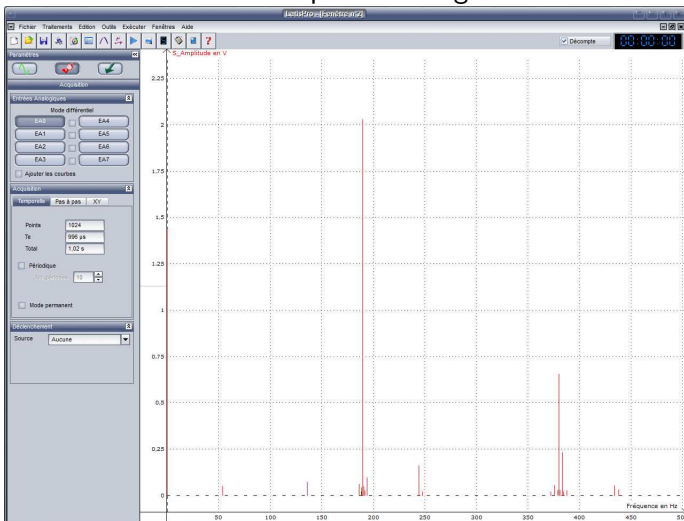 LatisPro - [Fenêtre n°2]
Fichier Traitements Edition Outils Exécuter Fenêtres Aide
Décompte
00:00:00
Paramètres
Acquisition
Entrées Analogiques
Mode différentiel
EA0 EA4
EA1 EA5
EA2 EA6
EA3 EA7
Ajouter les courbes
Acquisition
Temporelle Pas à pas XY
Points 1024
Te 996 µs
Total 1,02 s
Périodique
10
Mode permanent
Déclenchement
Source Aucune
S_Amplitude en V
2.25
2
1.75
1.5
1.25
1
0.75
0.5
0.25
0
Fréquence en Hz
50 100 150 200 250 300 350 400 450 50